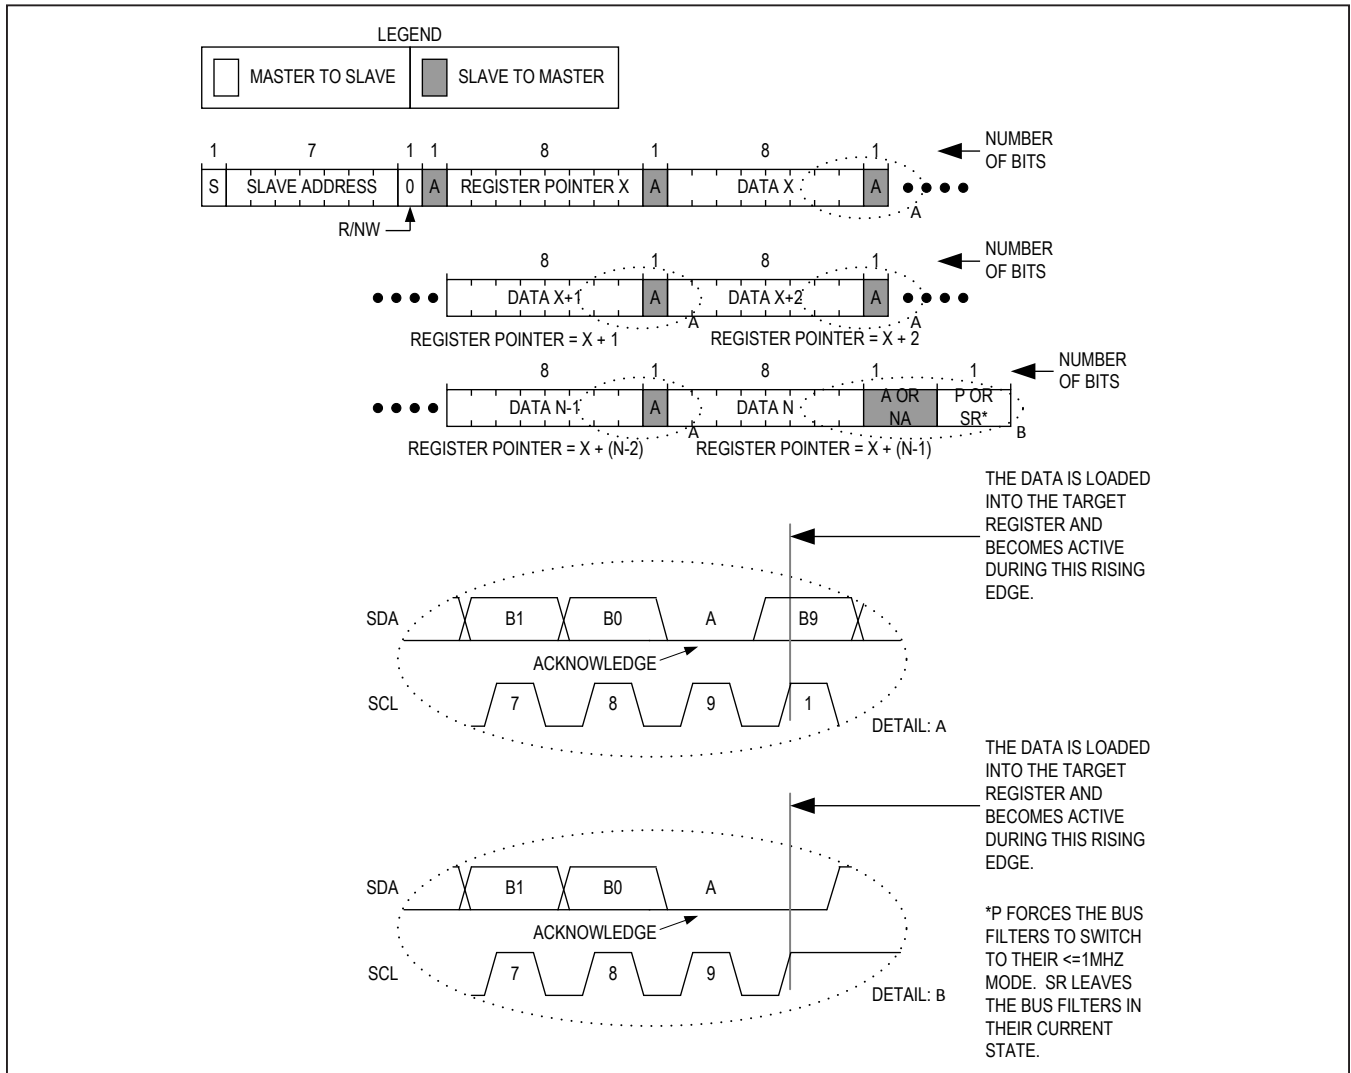 LEGEND
MASTER TO SLAVE SLAVE TO MASTER
1 7 1 1 8 1 8 1 NUMBER
OF BITS
S SLAVE ADDRESS 0 A REGISTER POINTER X A DATA X A
A
R/NW
8 1 8 1 NUMBER
OF BITS
DATA X+1 A DATA X+2 A
A A
REGISTER POINTER = X + 1 REGISTER POINTER = X + 2
8 1 8 1 1 NUMBER
OF BITS
DATA N-1 A DATA N A OR P OR
NA SR*
A B
REGISTER POINTER = X + (N-2) REGISTER POINTER = X + (N-1)
THE DATA IS LOADED
INTO THE TARGET
REGISTER AND
BECOMES ACTIVE
DURING THIS RISING
EDGE.
SDA B1 B0 A B9
ACKNOWLEDGE
SCL 7 8 9 1
DETAIL: A
THE DATA IS LOADED
INTO THE TARGET
REGISTER AND
BECOMES ACTIVE
DURING THIS RISING
EDGE.
SDA B1 B0 A
ACKNOWLEDGE
SCL 7 8 9
DETAIL: B
*P FORCES THE BUS
FILTERS TO SWITCH
TO THEIR <=1MHZ
MODE. SR LEAVES
THE BUS FILTERS IN
THEIR CURRENT
STATE.